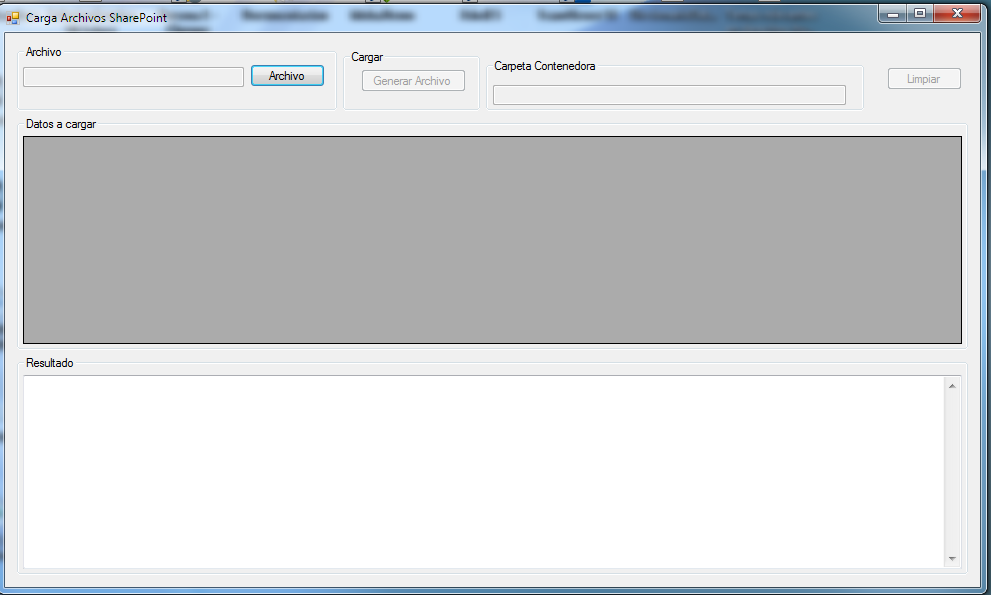 Carga Archivos SharePoint
Archivo
Archivo
Cargar
Generar Archivo
Carpeta Contenedora
Limpiar
Datos a cargar
Resultado